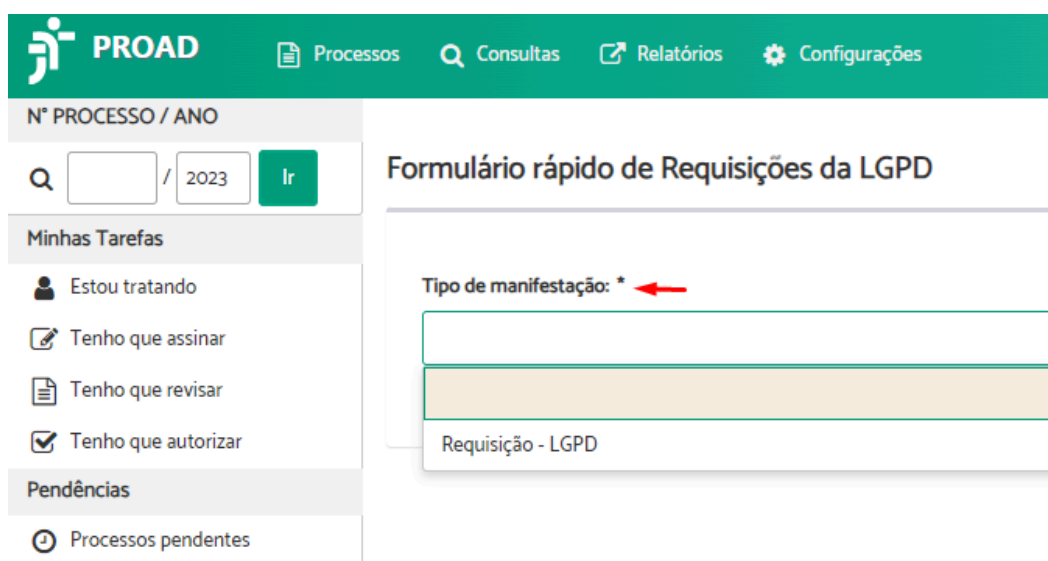 PROAD
Processos
Consultas
Relatórios
Configurações
N° PROCESSO / ANO
/ 2023 Ir
Minhas Tarefas
Estou tratando
Tenho que assinar
Tenho que revisar
Tenho que autorizar
Pendências
Processos pendentes
Formulário rápido de Requisições da LGPD
Tipo de manifestação: *
Requisição - LGPD